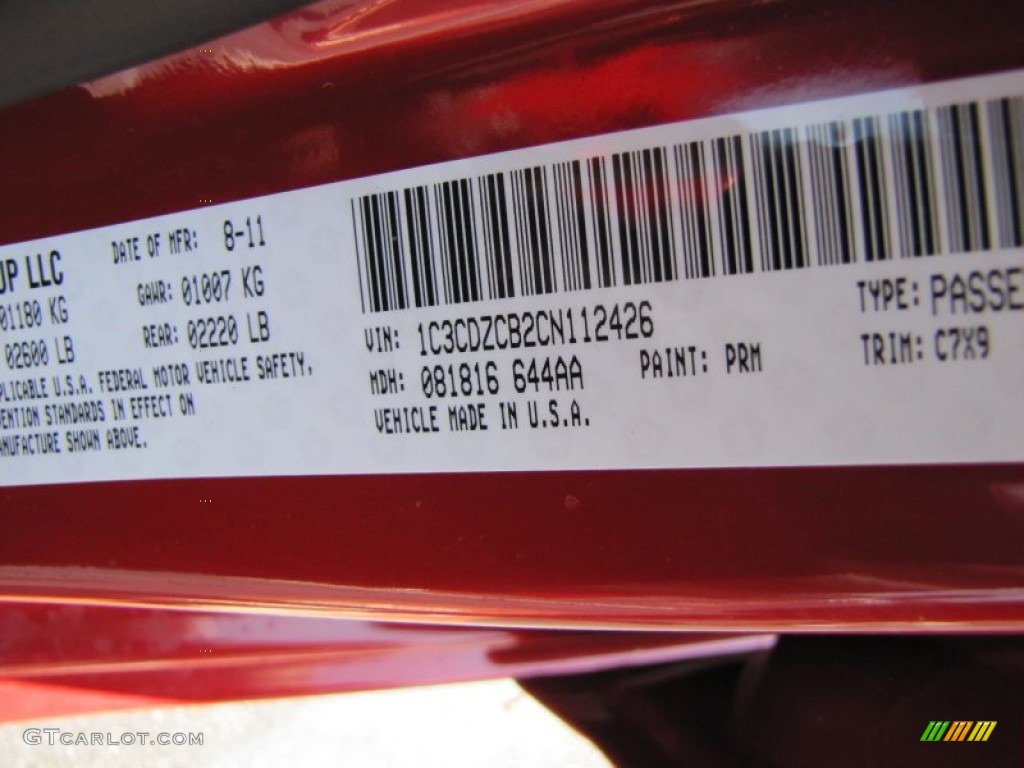 UP LLC DATE OF MFR: 8-11
01180 KG GAWR: 01007 KG
02600 LB REAR: 02220 LB
PLICABLE U.S.A. FEDERAL MOTOR VEHICLE SAFETY,
ENTION STANDARDS IN EFFECT ON
ANUFACTURE SHOWN ABOVE.
VIN: 1C3CDZCB2CN112426 TYPE: PASSE
MDH: 081816 644AA PAINT: PRM TRIM: C7X9
VEHICLE MADE IN U.S.A.
GTCARLOT.COM